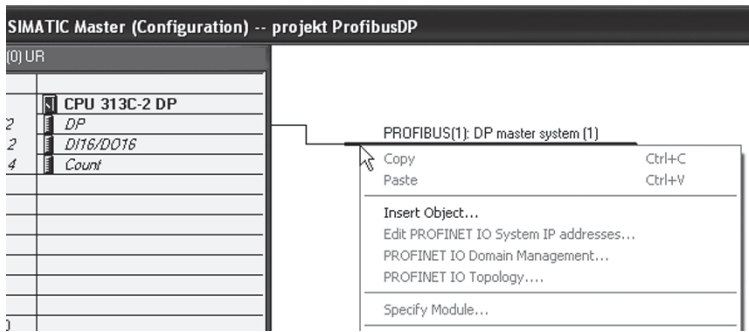 SIMATIC Master (Configuration) -- projekt ProfibusDP
(0) UR
CPU 313C-2 DP
2 DP
2 DI16/DO16
4 Count
PROFIBUS(1): DP master system (1)
Copy Ctrl+C
Paste Ctrl+V
Insert Object...
Edit PROFINET IO System IP addresses...
PROFINET IO Domain Management...
PROFINET IO Topology....
Specify Module...